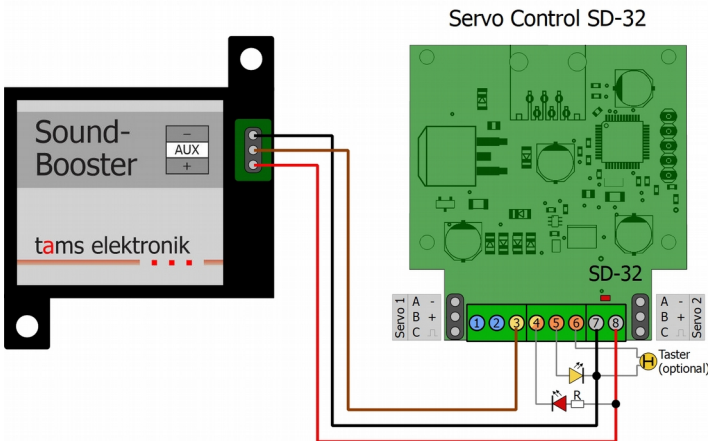 Servo Control SD-32
Sound-
Booster
−
AUX
+
tams elektronik
SD-32
Servo 1
A -
B +
C ⎍
1 2 3 4 5 6 7 8
A -
B +
C ⎍
Servo 2
Taster
(optional)
R